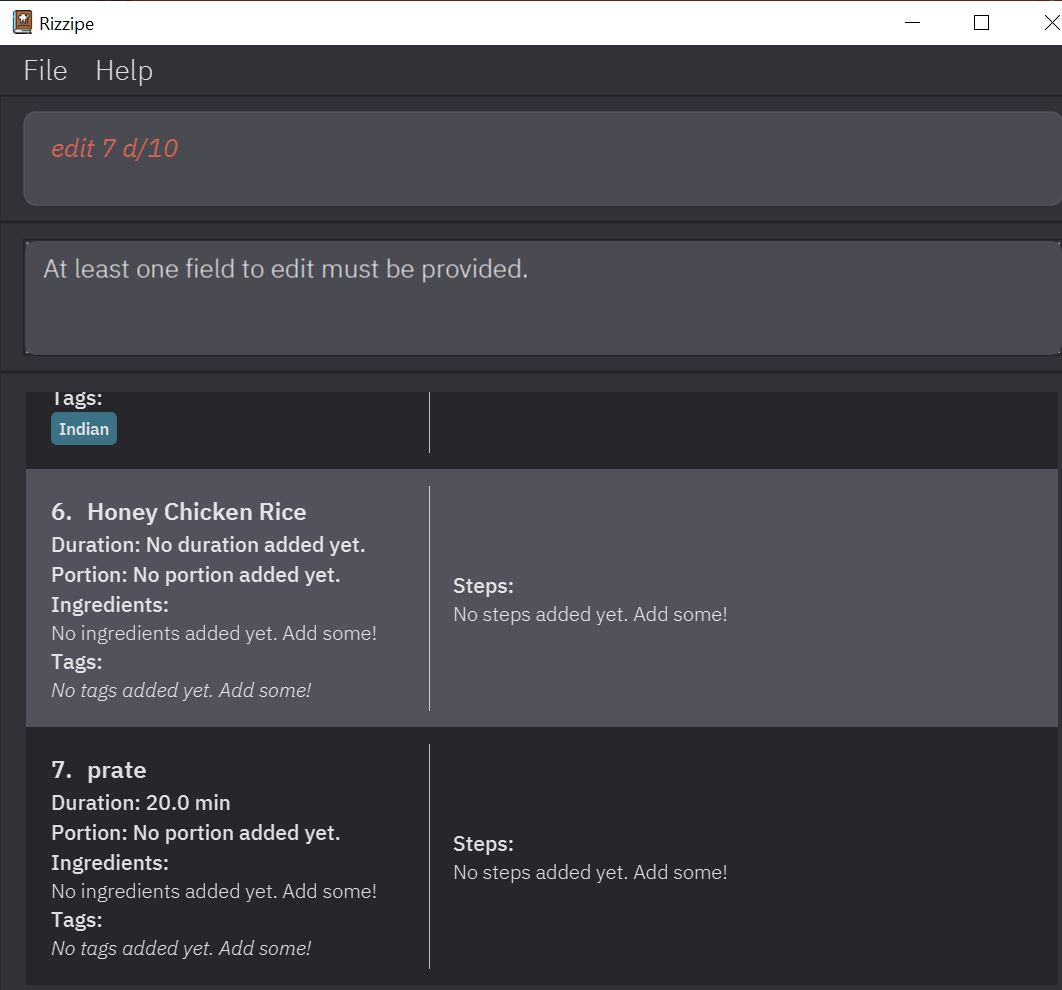 Rizzipe
File Help
edit 7 d/10
At least one field to edit must be provided.
Tags:
Indian
6. Honey Chicken Rice
Duration: No duration added yet.
Portion: No portion added yet.
Ingredients:
No ingredients added yet. Add some!
Tags:
No tags added yet. Add some!
Steps:
No steps added yet. Add some!
7. prate
Duration: 20.0 min
Portion: No portion added yet.
Ingredients:
No ingredients added yet. Add some!
Tags:
No tags added yet. Add some!
Steps:
No steps added yet. Add some!